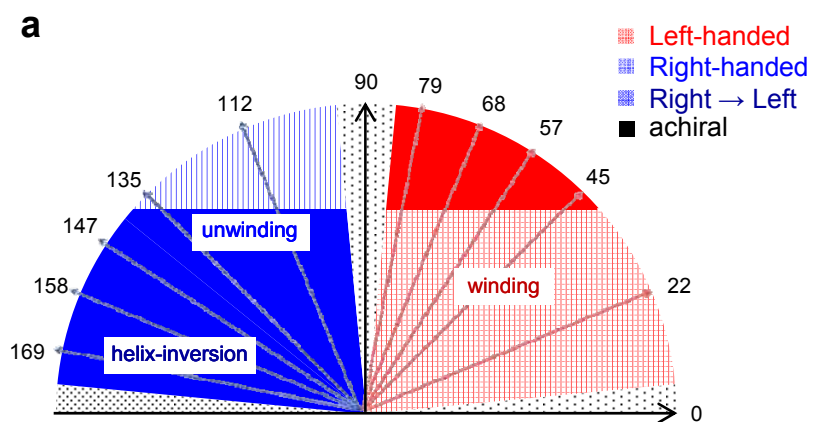 a
Left-handed
Right-handed
Right → Left
achiral
90
79
68
57
45
22
0
112
135
147
158
169
unwinding
winding
helix-inversion